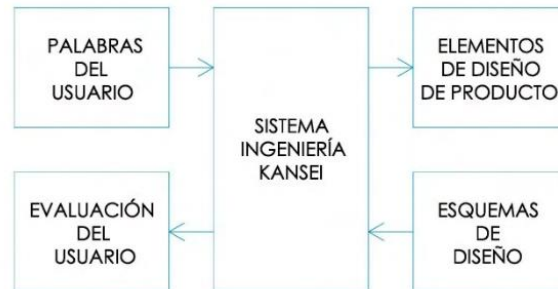 PALABRAS
DEL
USUARIO
SISTEMA
INGENIERÍA
KANSEI
ELEMENTOS
DE DISEÑO
DE PRODUCTO
EVALUACIÓN
DEL
USUARIO
ESQUEMAS
DE
DISEÑO